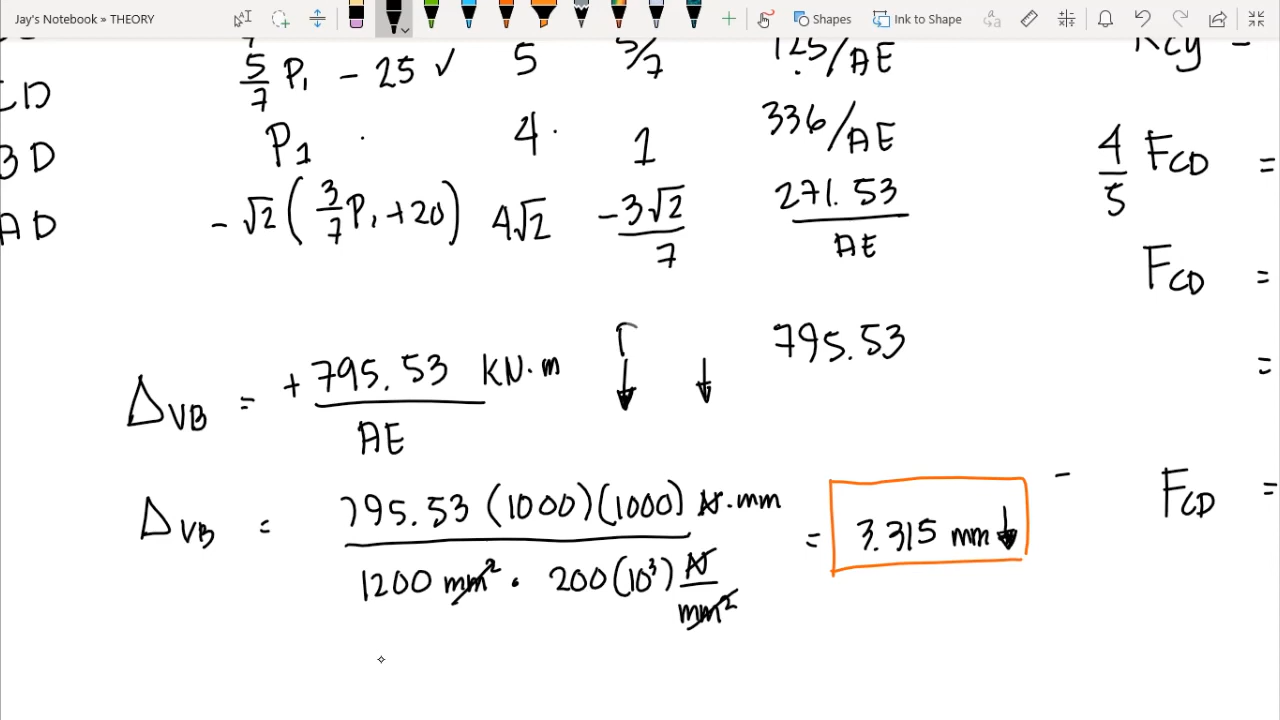 Jay's Notebook » THEORY
Shapes
Ink to Shape
CD 5/7 P₁ - 25 ✓ 5 5/7 125/AE
BD P₁ 4 1 336/AE
AD -√2 (3/7 P₁ + 20) 4√2 -3√2/7 271.53/AE
795.53
Δ_VB = +795.53 KN·m / AE ↓ ↓
Δ_VB = 795.53 (1000)(1000) N·mm / 1200 mm² · 200(10³) N/mm² = 3.315 mm ↓
RCy =
4/5 FCD =
FCD =
=
- FCD =